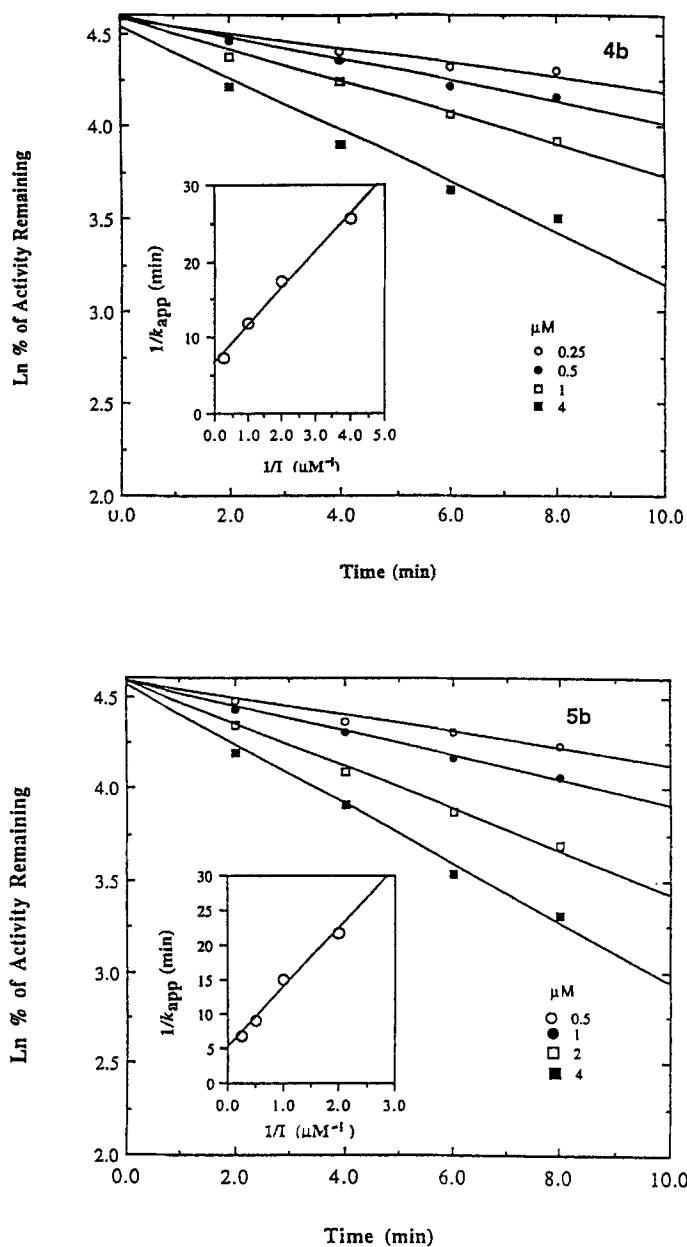 4b
Ln % of Activity Remaining
4.5
4.0
3.5
3.0
2.5
2.0
0.0 2.0 4.0 6.0 8.0 10.0
Time (min)
1/kapp (min)
30
20
10
0
0.0 1.0 2.0 3.0 4.0 5.0
1/I (μM⁻¹)
μM
0.25
0.5
1
4
5b
Ln % of Activity Remaining
4.5
4.0
3.5
3.0
2.5
2.0
0.0 2.0 4.0 6.0 8.0 10.0
Time (min)
1/kapp (min)
30
25
20
15
10
5
0
0.0 1.0 2.0 3.0
1/I (μM⁻¹)
μM
0.5
1
2
4